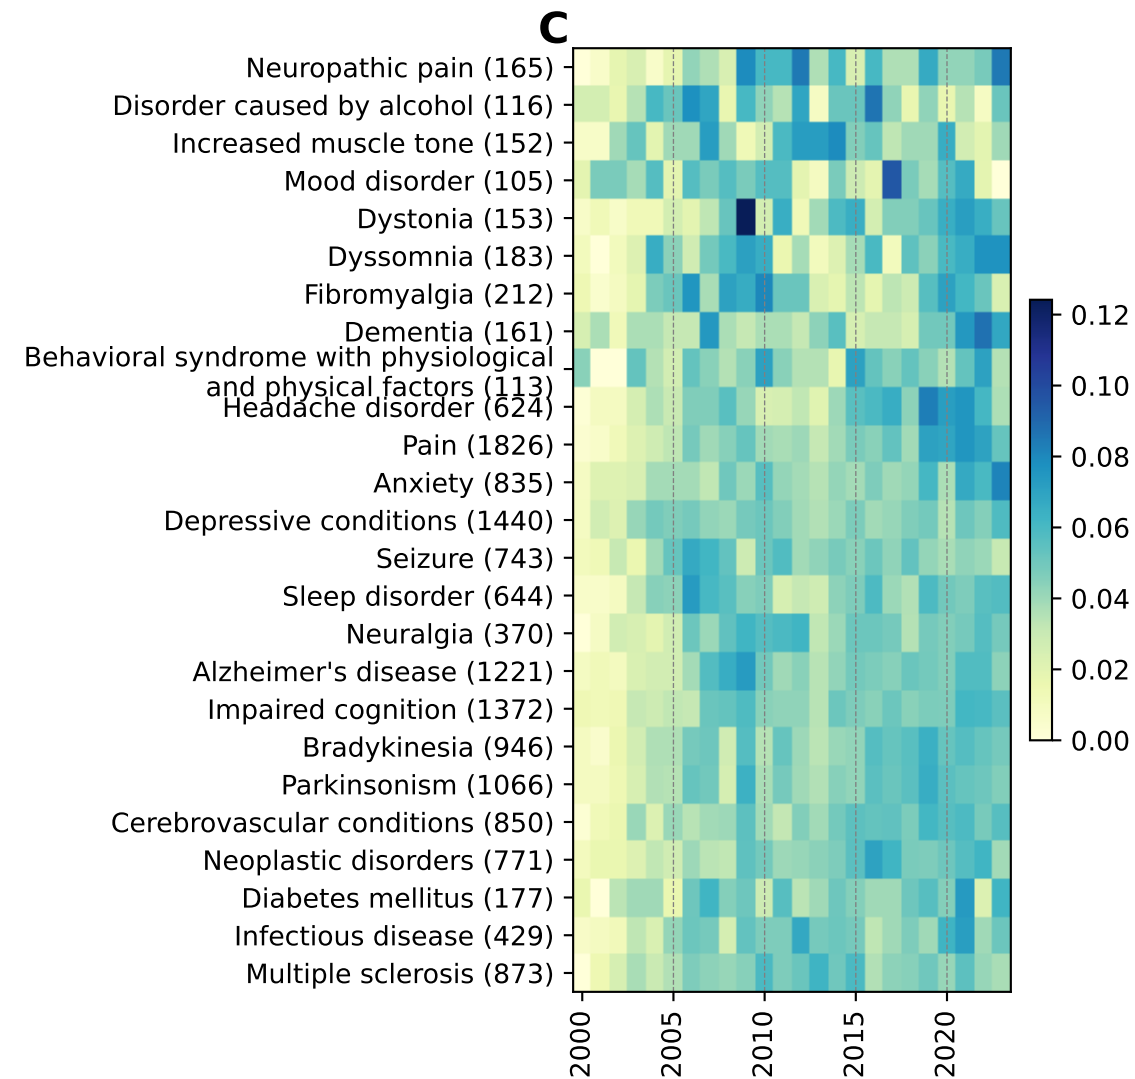 C
Neuropathic pain (165)
Disorder caused by alcohol (116)
Increased muscle tone (152)
Mood disorder (105)
Dystonia (153)
Dyssomnia (183)
Fibromyalgia (212)
Dementia (161)
Behavioral syndrome with physiological
and physical factors (113)
Headache disorder (624)
Pain (1826)
Anxiety (835)
Depressive conditions (1440)
Seizure (743)
Sleep disorder (644)
Neuralgia (370)
Alzheimer's disease (1221)
Impaired cognition (1372)
Bradykinesia (946)
Parkinsonism (1066)
Cerebrovascular conditions (850)
Neoplastic disorders (771)
Diabetes mellitus (177)
Infectious disease (429)
Multiple sclerosis (873)
2000
2005
2010
2015
2020
0.12
0.10
0.08
0.06
0.04
0.02
0.00